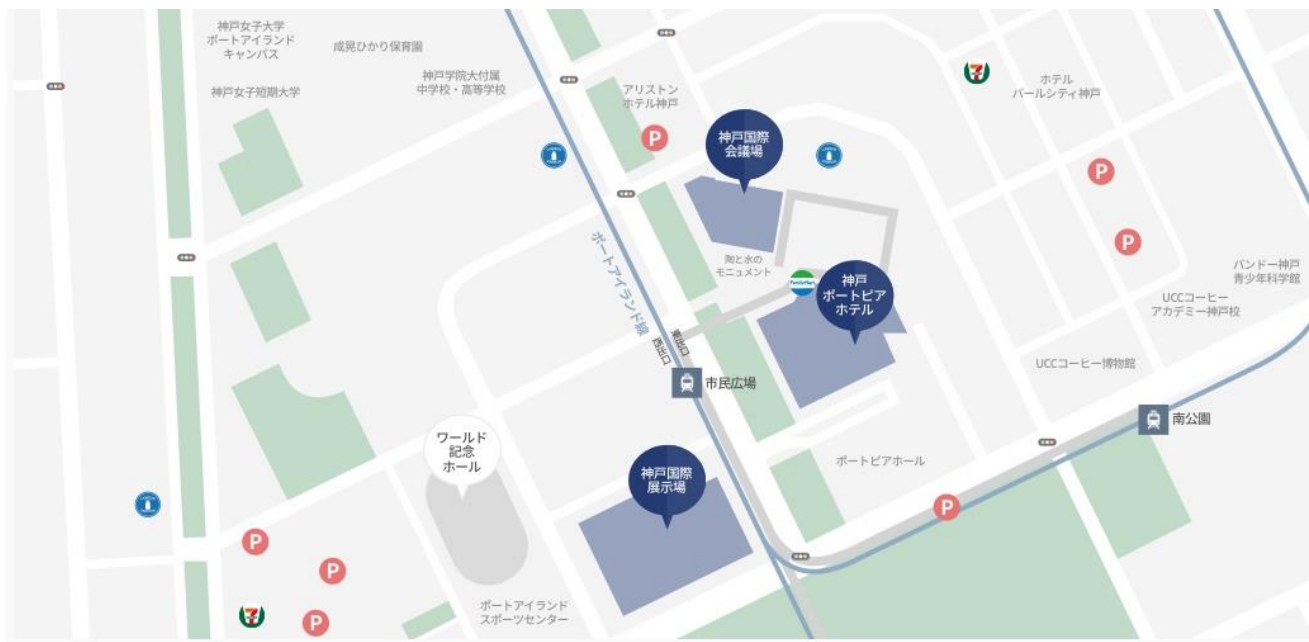 神戸女子大学
ポートアイランド
キャンパス
成晃ひかり保育園
神戸学院大付属
中学校・高等学校
神戸女子短期大学
アリストン
ホテル神戸
P
神戸国際
会議場
7
ホテル
パールシティ神戸
P
P
ポートアイランド線
陶と水の
モニュメント
FamilyMart
神戸
ポートピア
ホテル
バンドー神戸
青少年科学館
UCCコーヒー
アカデミー神戸校
UCCコーヒー博物館
西出口
東出口
市民広場
南公園
ワールド
記念
ホール
神戸国際
展示場
ポートピアホール
P
P
P
P
7
ポートアイランド
スポーツセンター